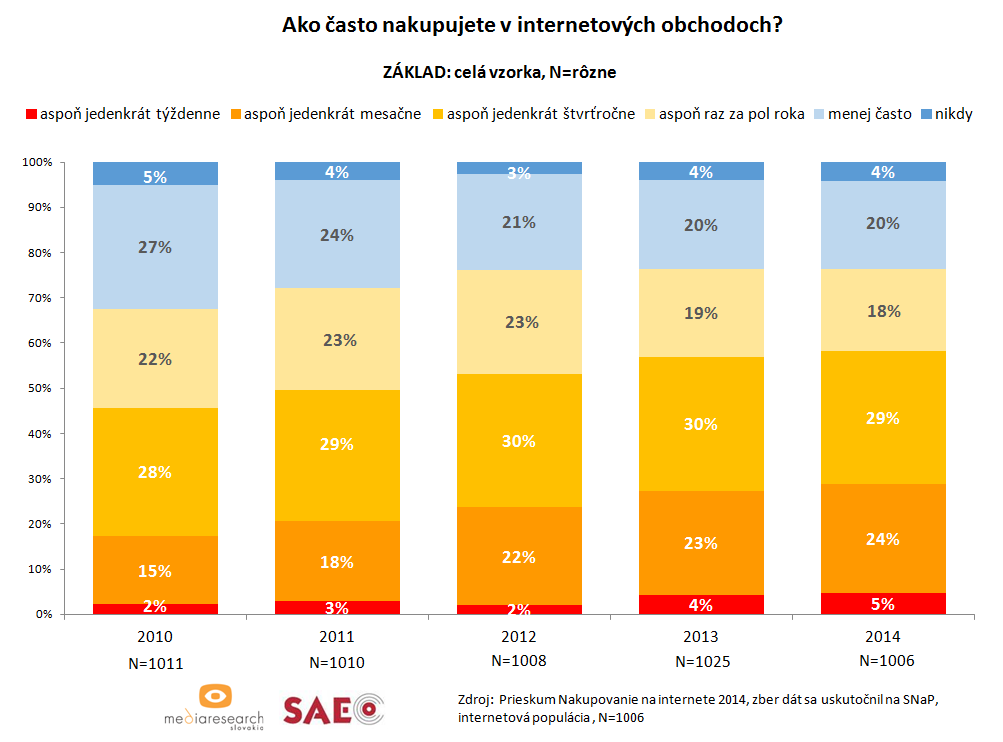 Ako často nakupujete v internetových obchodoch?
ZÁKLAD: celá vzorka, N=rôzne
aspoň jedenkrát týždenne aspoň jedenkrát mesačne aspoň jedenkrát štvrťročne aspoň raz za pol roka menej často nikdy
100%
90%
80%
70%
60%
50%
40%
30%
20%
10%
0%
5% 4% 3% 4% 4%
27% 24% 21% 20% 20%
22% 23% 23% 19% 18%
28% 29% 30% 30% 29%
15% 18% 22% 23% 24%
2% 3% 2% 4% 5%
2010 2011 2012 2013 2014
N=1011 N=1010 N=1008 N=1025 N=1006
mediaresearch
slovakia
SAEC
Zdroj: Prieskum Nakupovanie na internete 2014, zber dát sa uskutočnil na SNaP,
internetová populácia , N=1006